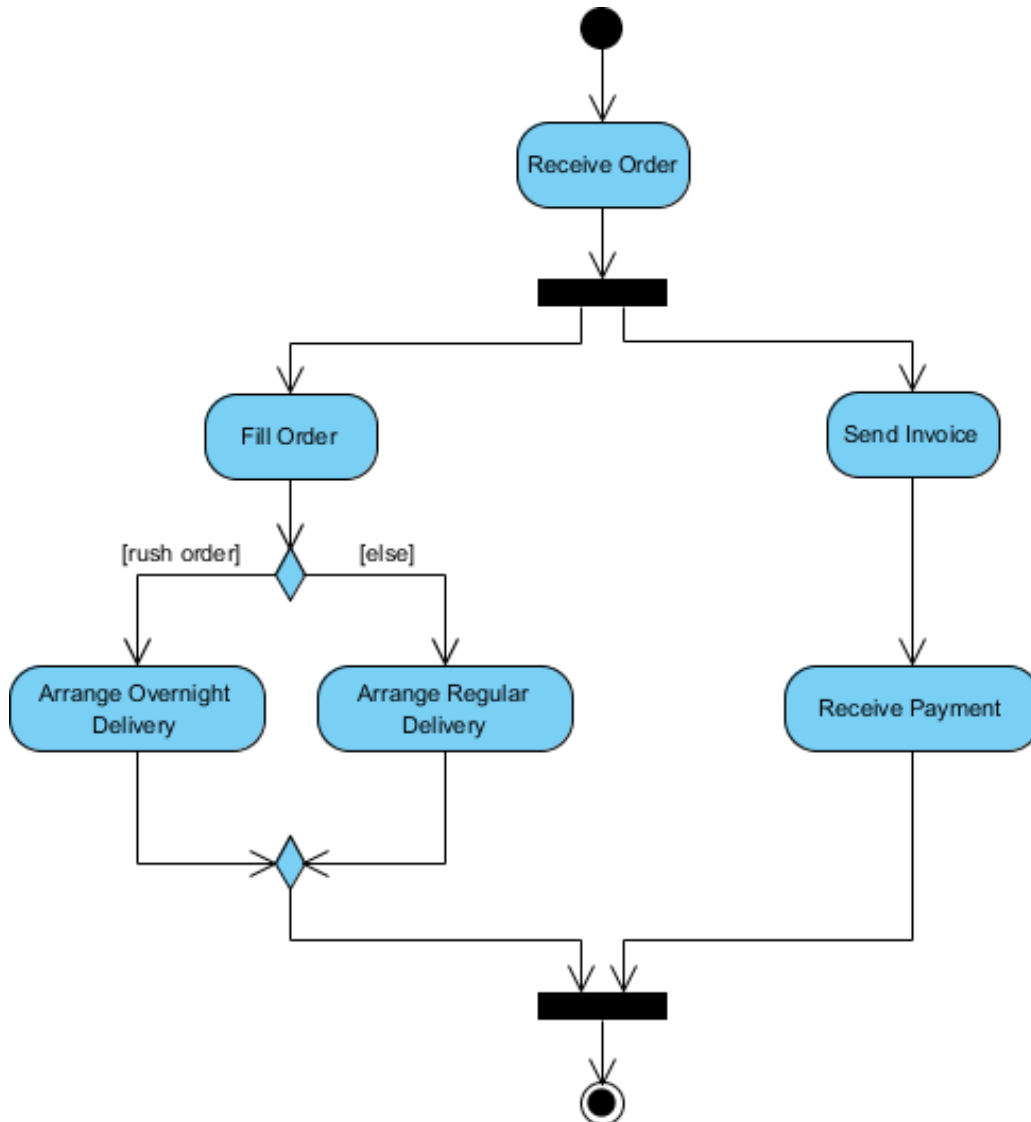 Receive Order
Fill Order
Send Invoice
[rush order]
[else]
Arrange Overnight
Delivery
Arrange Regular
Delivery
Receive Payment